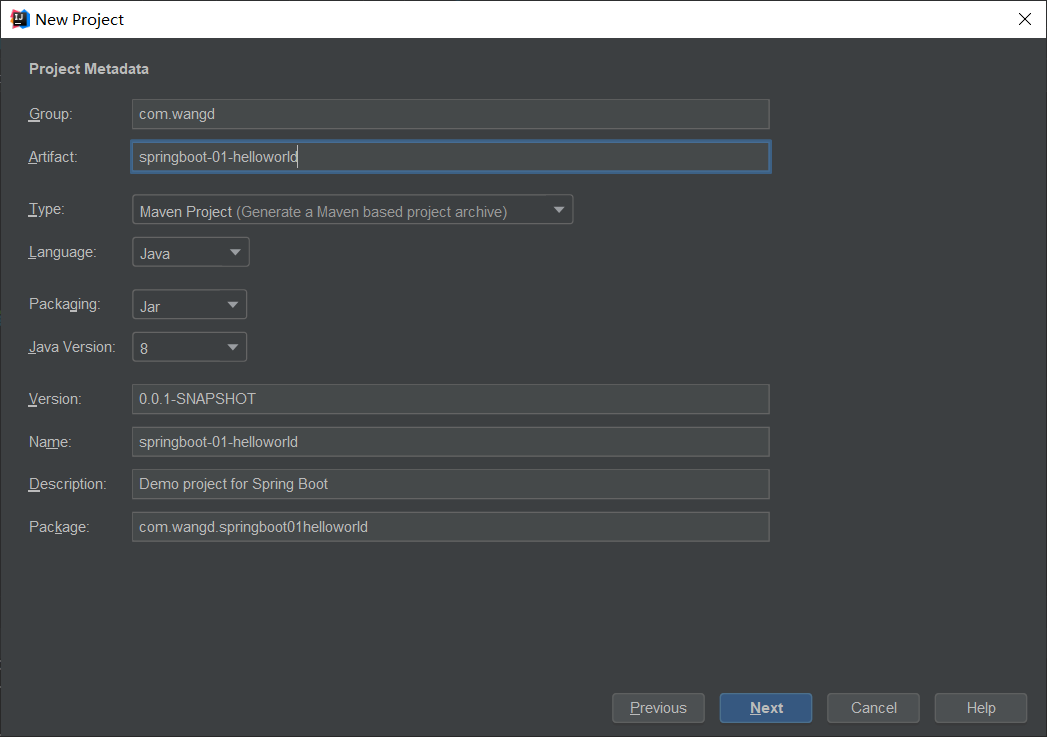 New Project
Project Metadata
Group: com.wangd
Artifact: springboot-01-helloworld
Type: Maven Project (Generate a Maven based project archive)
Language: Java
Packaging: Jar
Java Version: 8
Version: 0.0.1-SNAPSHOT
Name: springboot-01-helloworld
Description: Demo project for Spring Boot
Package: com.wangd.springboot01helloworld
Previous Next Cancel Help